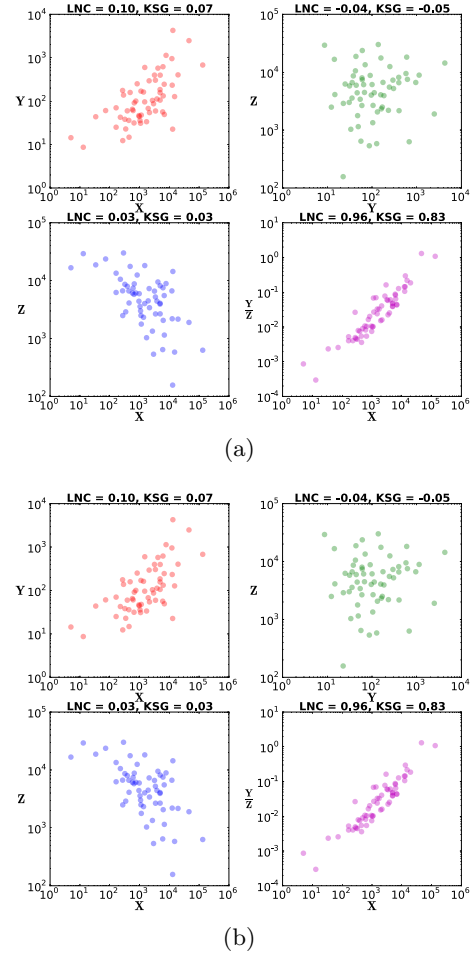 LNC = 0.10, KSG = 0.07
LNC = -0.04, KSG = -0.05
10^4
10^3
Y 10^2
10^1
10^0
10^0 10^1 10^2 10^3 10^4 10^5 10^6
X
10^5
10^4
Z
10^3
10^2
10^0 10^1 10^2 10^3 10^4
Y
LNC = 0.03, KSG = 0.03
LNC = 0.96, KSG = 0.83
10^5
10^4
Z
10^3
10^2
10^0 10^1 10^2 10^3 10^4 10^5 10^6
X
10^1
10^0
10^-1
Y
Z
10^-2
10^-3
10^-4
10^0 10^1 10^2 10^3 10^4 10^5 10^6
X
(a)
LNC = 0.10, KSG = 0.07
LNC = -0.04, KSG = -0.05
10^4
10^3
Y 10^2
10^1
10^0
10^0 10^1 10^2 10^3 10^4 10^5 10^6
X
10^5
10^4
Z
10^3
10^2
10^0 10^1 10^2 10^3 10^4
Y
LNC = 0.03, KSG = 0.03
LNC = 0.96, KSG = 0.83
10^5
10^4
Z
10^3
10^2
10^0 10^1 10^2 10^3 10^4 10^5 10^6
X
10^1
10^0
10^-1
Y
Z
10^-2
10^-3
10^-4
10^0 10^1 10^2 10^3 10^4 10^5 10^6
X
(b)